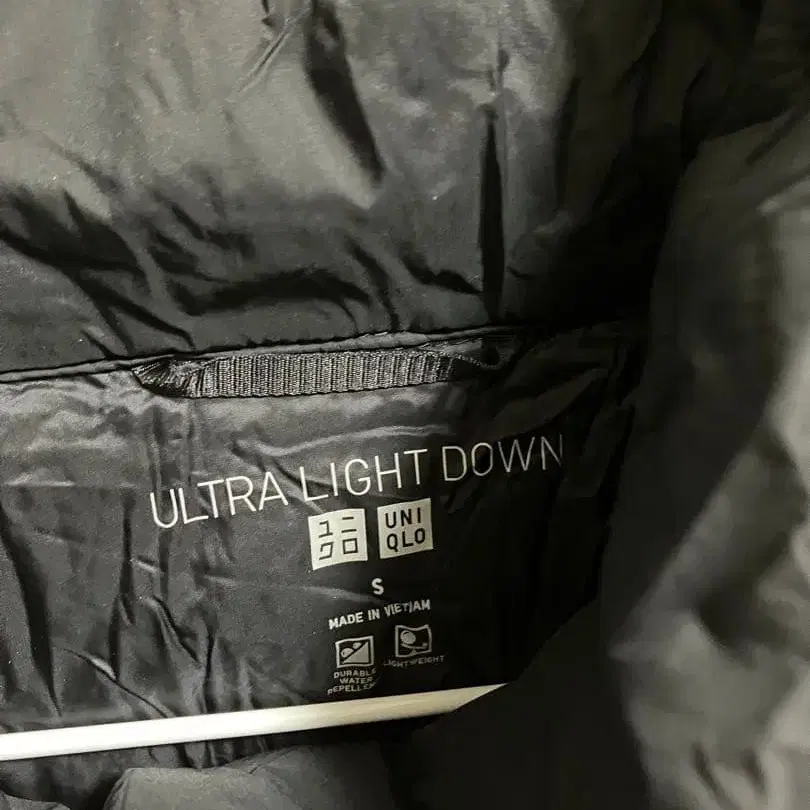 ULTRA LIGHT DOWN
ユニ UNI
クロ QLO
S
MADE IN VIETNAM
DURABLE
WATER
REPELLENT
LIGHTWEIGHT